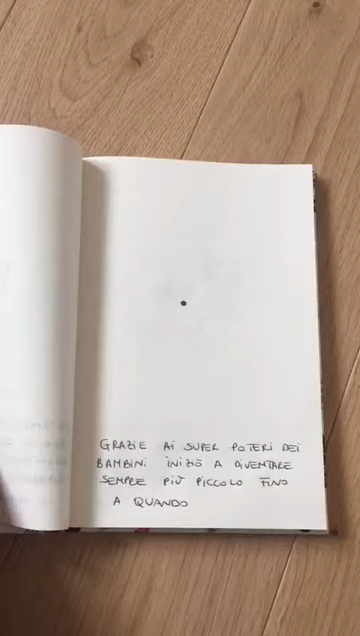 GRAZIE AI SUPER POTERI DEI
BAMBINI INIZIÒ A DIVENTARE
SEMPRE PIÙ PICCOLO FINO
A QUANDO